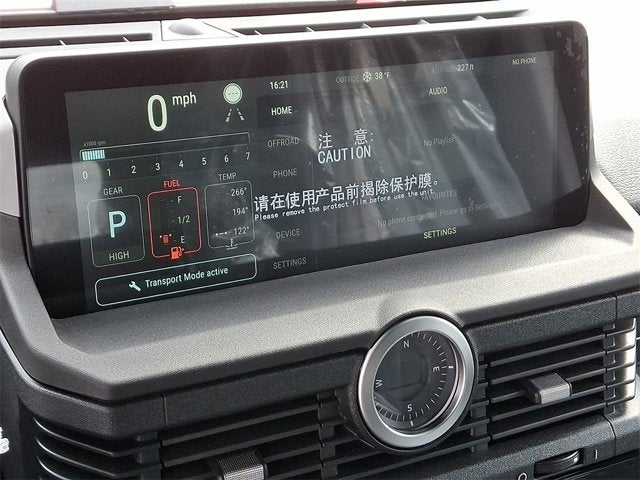 0 mph
x1000 rpm
0 1 2 3 4 5 6 7
GEAR
P
HIGH
FUEL
F
1/2
E
TEMP
266°
194°
122°
Transport Mode active
16:21
OUTSIDE 38 °F
227 ft
NO PHONE
HOME
OFFROAD
PHONE
DEVICE
SETTINGS
AUDIO
No Playlist
FAVOURITES
No phone connected. Please go to Settings
SETTINGS
注 意:
CAUTION
请在使用产品前揭除保护膜。
Please remove the protect film before use the unit.
N
E
S
W